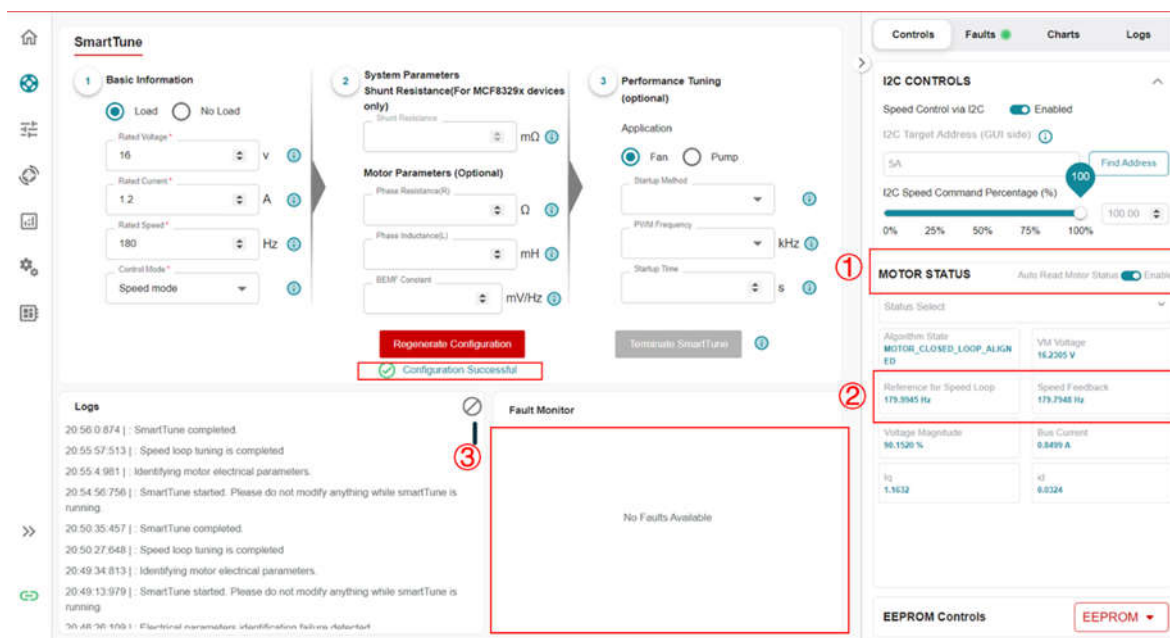 SmartTune
1 Basic Information
Load No Load
Rated Voltage *
16 V
Rated Current *
1.2 A
Rated Speed *
180 Hz
Control Mode *
Speed mode
2 System Parameters
Shunt Resistance(For MCF8329x devices
only)
Shunt Resistance
mΩ
Motor Parameters (Optional)
Phase Resistance(R)
Ω
Phase Inductance(L)
mH
BEMF Constant
mV/Hz
3 Performance Tuning
(optional)
Application
Fan Pump
Startup Method
PWM Frequency
kHz
Startup Time
s
Regenerate Configuration
Terminate SmartTune
Configuration Successful
Logs
20:56:0:874 | : SmartTune completed.
20:55:57:513 | : Speed loop tuning is completed
20:55:4:981 | : Identifying motor electrical parameters.
20:54:56:756 | : SmartTune started. Please do not modify anything while smartTune is
running.
20:50:35:457 | : SmartTune completed.
20:50:27:648 | : Speed loop tuning is completed
20:49:34:813 | : Identifying motor electrical parameters.
20:49:13:979 | : SmartTune started. Please do not modify anything while smartTune is
running.
20:48:26:109 | : Electrical parameters identification failure detected
③
Fault Monitor
No Faults Available
Controls Faults Charts Logs
I2C CONTROLS
Speed Control via I2C Enabled
I2C Target Address (GUI side)
5A Find Address
100
I2C Speed Command Percentage (%)
100.00
0% 25% 50% 75% 100%
①
MOTOR STATUS Auto Read Motor Status Enable
Status Select
Algorithm State
MOTOR_CLOSED_LOOP_ALIGN
ED
VM Voltage
16.2305 V
②
Reference for Speed Loop
179.9945 Hz
Speed Feedback
179.7948 Hz
Voltage Magnitude
90.1520 %
Bus Current
0.8499 A
Iq
1.1632
Id
0.0324
EEPROM Controls EEPROM